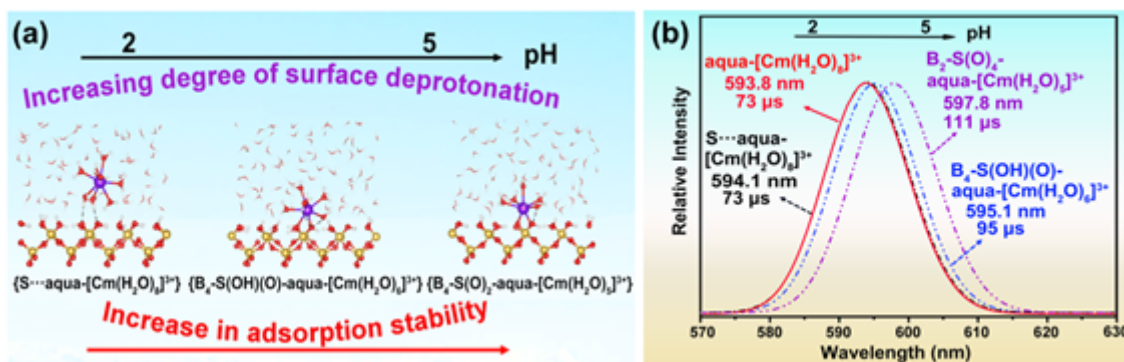 (a)
2 5 pH
Increasing degree of surface deprotonation
{S···aqua-[Cm(H₂O)₈]³⁺} {B₄-S(OH)(O)-aqua-[Cm(H₂O)₆]³⁺} {B₄-S(O)₂-aqua-[Cm(H₂O)₅]³⁺}
Increase in adsorption stability
(b)
2 5 pH
aqua-[Cm(H₂O)₈]³⁺
593.8 nm
73 μs
S···aqua-
[Cm(H₂O)₈]³⁺
594.1 nm
73 μs
B₂-S(O)₄-
aqua-[Cm(H₂O)₅]³⁺
597.8 nm
111 μs
B₄-S(OH)(O)-
aqua-[Cm(H₂O)₆]³⁺
595.1 nm
95 μs
Relative Intensity
570 580 590 600 610 620 630
Wavelength (nm)